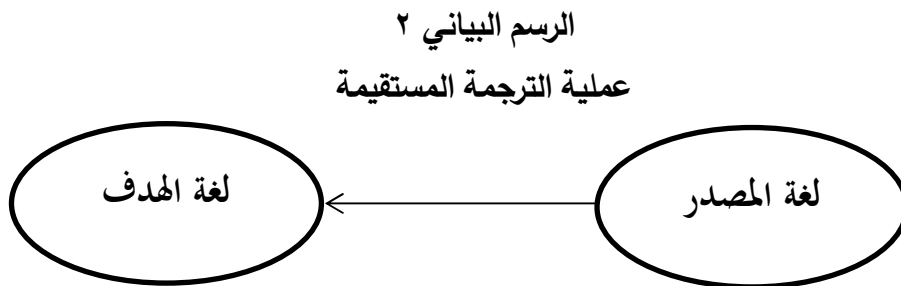 الرسم البياني ٢
عملية الترجمة المستقيمة
لغة المصدر
لغة الهدف